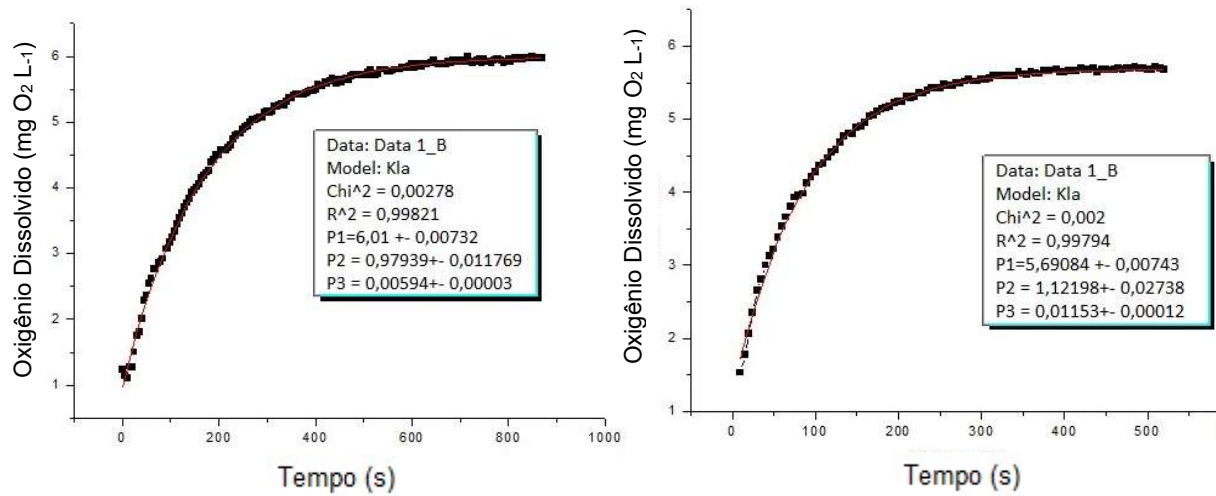 Oxigênio Dissolvido (mg O2 L-1)
6
5
4
3
2
1
Data: Data 1_B
Model: Kla
Chi^2 = 0,00278
R^2 = 0,99821
P1=6,01 +- 0,00732
P2 = 0,97939+- 0,011769
P3 = 0,00594+- 0,00003
0 200 400 600 800 1000
Tempo (s)
Oxigênio Dissolvido (mg O2 L-1)
6
5
4
3
2
1
Data: Data 1_B
Model: Kla
Chi^2 = 0,002
R^2 = 0,99794
P1=5,69084 +- 0,00743
P2 = 1,12198+- 0,02738
P3 = 0,01153+- 0,00012
0 100 200 300 400 500
Tempo (s)